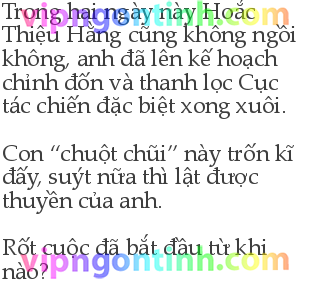 Trong hai ngày này Hoắc
Thiệu Hằng cũng không ngồi
không, anh đã lên kế hoạch
chỉnh đốn và thanh lọc Cục
tác chiến đặc biệt xong xuôi.
Con “chuột chũi” này trốn kĩ
đấy, suýt nữa thì lật được
thuyền của anh.
Rốt cuộc đã bắt đầu từ khi
nào?
vipngontinh.com
vipngontinh.com